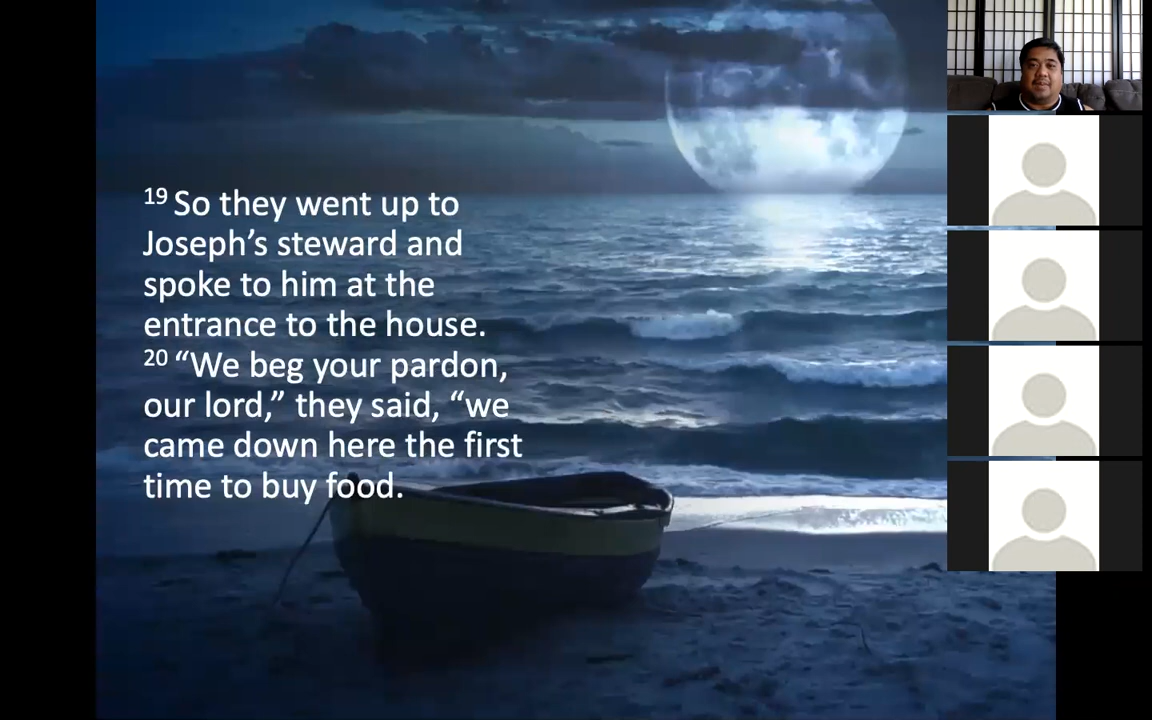 19 So they went up to
Joseph’s steward and
spoke to him at the
entrance to the house.
20 “We beg your pardon,
our lord,” they said, “we
came down here the first
time to buy food.